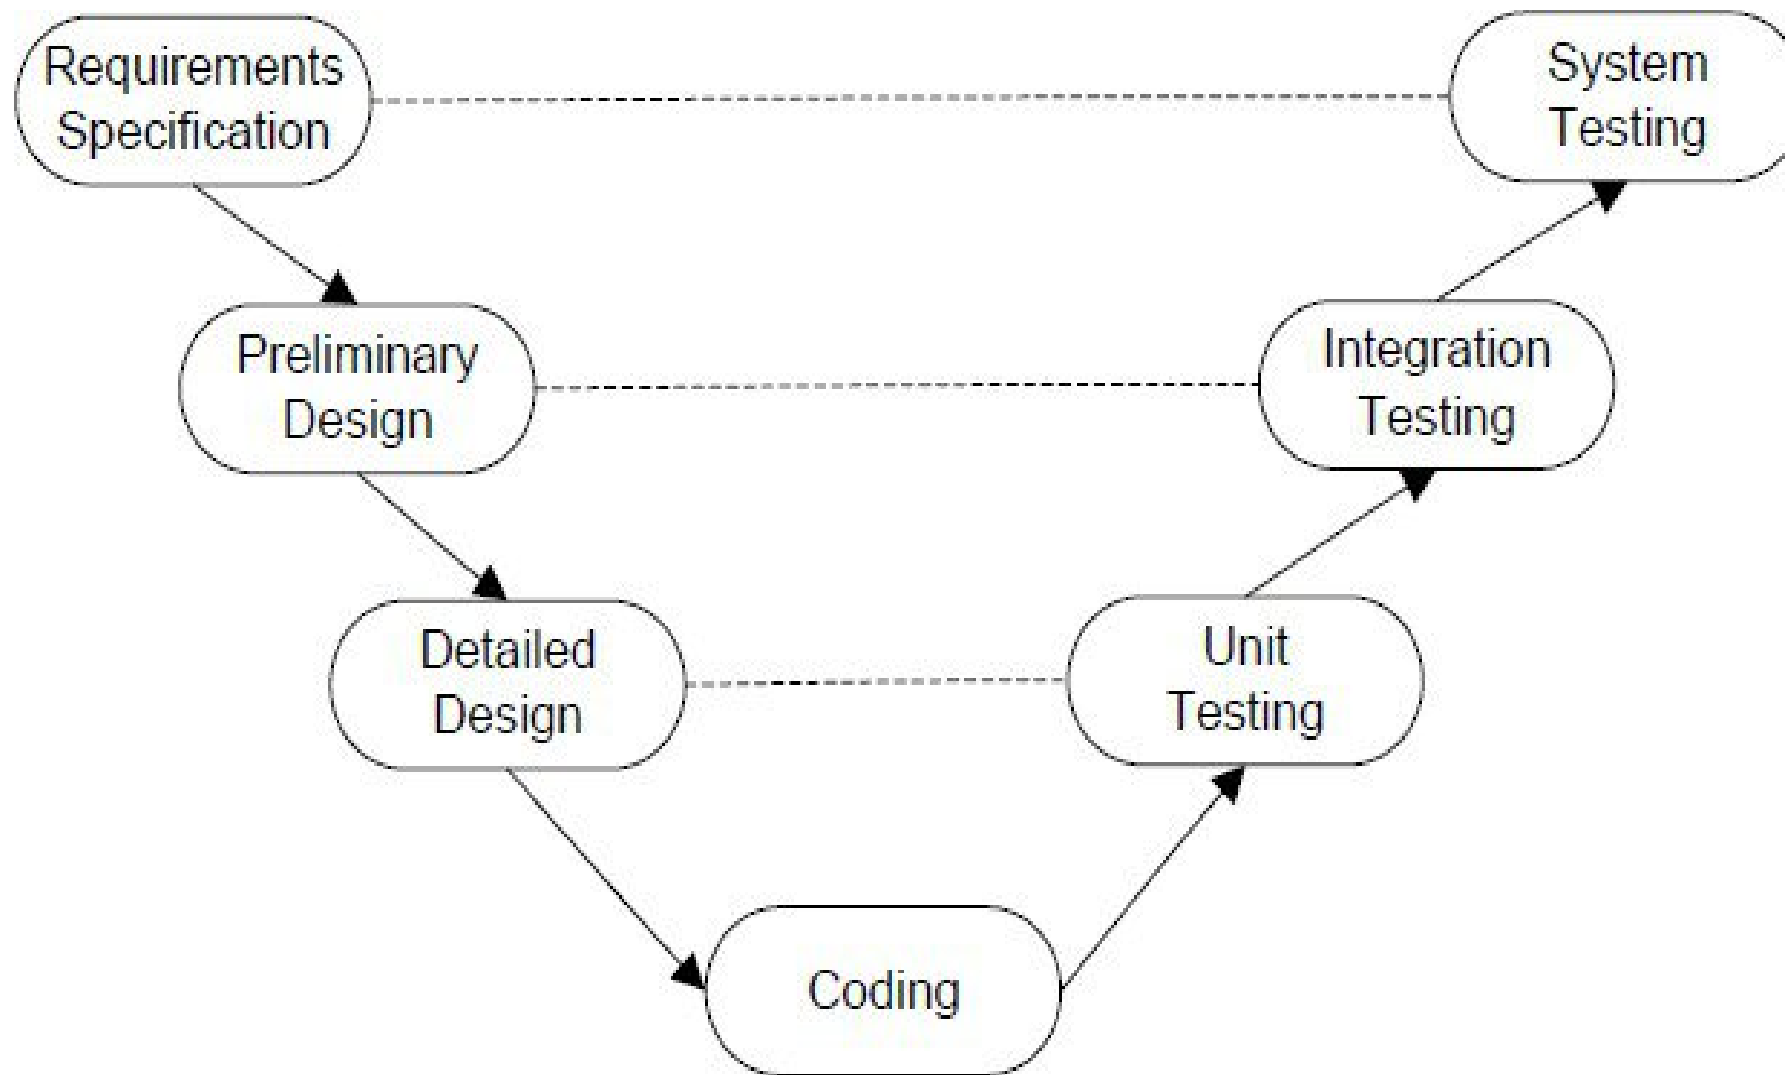 Requirements
Specification
System
Testing
Preliminary
Design
Integration
Testing
Detailed
Design
Unit
Testing
Coding